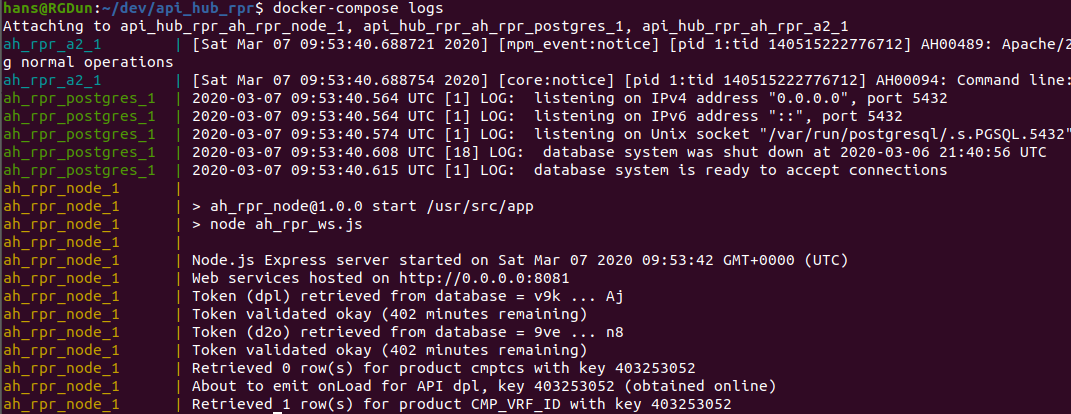 hans@RGDun:~/dev/api_hub_rpr$ docker-compose logs
Attaching to api_hub_rpr_ah_rpr_node_1, api_hub_rpr_ah_rpr_postgres_1, api_hub_rpr_ah_rpr_a2_1
ah_rpr_a2_1 | [Sat Mar 07 09:53:40.688721 2020] [mpm_event:notice] [pid 1:tid 140515222776712] AH00489: Apache/2
g normal operations
ah_rpr_a2_1 | [Sat Mar 07 09:53:40.688754 2020] [core:notice] [pid 1:tid 140515222776712] AH00094: Command line:
ah_rpr_postgres_1 | 2020-03-07 09:53:40.564 UTC [1] LOG:  listening on IPv4 address "0.0.0.0", port 5432
ah_rpr_postgres_1 | 2020-03-07 09:53:40.564 UTC [1] LOG:  listening on IPv6 address "::", port 5432
ah_rpr_postgres_1 | 2020-03-07 09:53:40.574 UTC [1] LOG:  listening on Unix socket "/var/run/postgresql/.s.PGSQL.5432"
ah_rpr_postgres_1 | 2020-03-07 09:53:40.608 UTC [18] LOG:  database system was shut down at 2020-03-06 21:40:56 UTC
ah_rpr_postgres_1 | 2020-03-07 09:53:40.615 UTC [1] LOG:  database system is ready to accept connections
ah_rpr_node_1 |
ah_rpr_node_1 | > ah_rpr_node@1.0.0 start /usr/src/app
ah_rpr_node_1 | > node ah_rpr_ws.js
ah_rpr_node_1 |
ah_rpr_node_1 | Node.js Express server started on Sat Mar 07 2020 09:53:42 GMT+0000 (UTC)
ah_rpr_node_1 | Web services hosted on http://0.0.0.0:8081
ah_rpr_node_1 | Token (dpl) retrieved from database = v9k ... Aj
ah_rpr_node_1 | Token validated okay (402 minutes remaining)
ah_rpr_node_1 | Token (d2o) retrieved from database = 9ve ... n8
ah_rpr_node_1 | Token validated okay (402 minutes remaining)
ah_rpr_node_1 | Retrieved 0 row(s) for product cmptcs with key 403253052
ah_rpr_node_1 | About to emit onLoad for API dpl, key 403253052 (obtained online)
ah_rpr_node_1 | Retrieved 1 row(s) for product CMP_VRF_ID with key 403253052